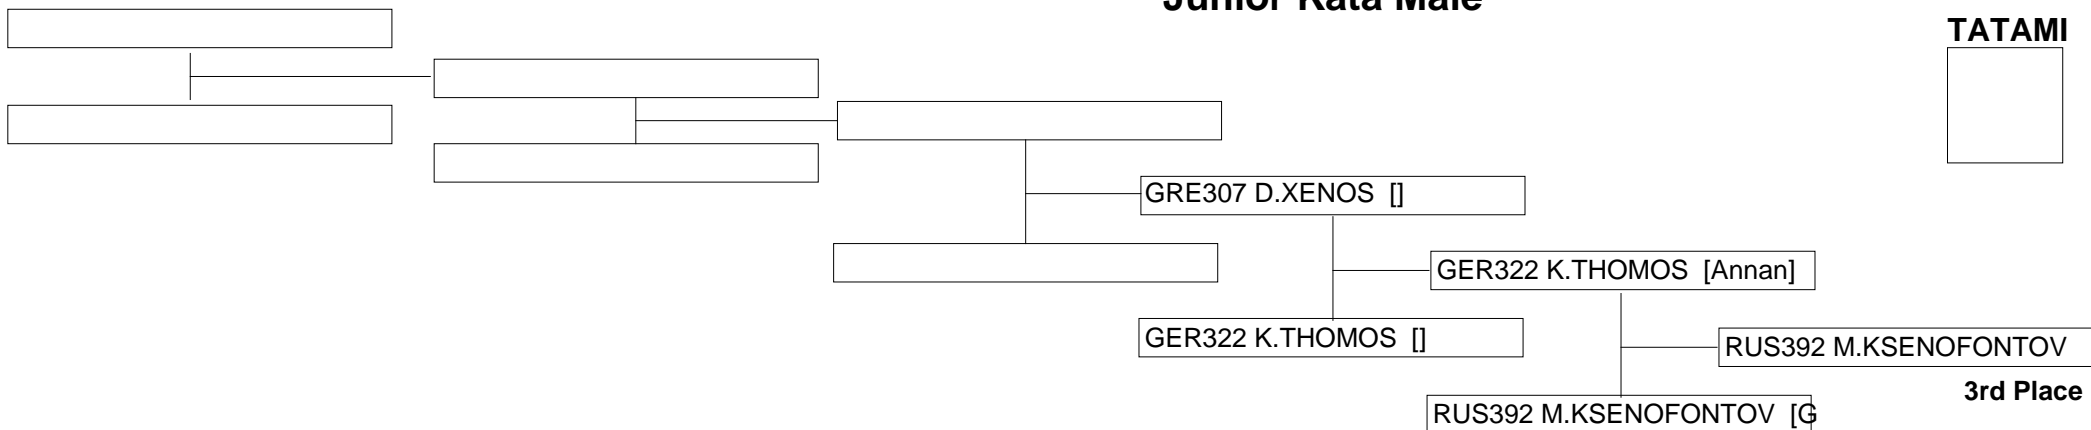 Junior Kata Male
TATAMI
GRE307 D.XENOS []
GER322 K.THOMOS [Annan]
GER322 K.THOMOS []
RUS392 M.KSENOFONTOV
3rd Place
RUS392 M.KSENOFONTOV [G